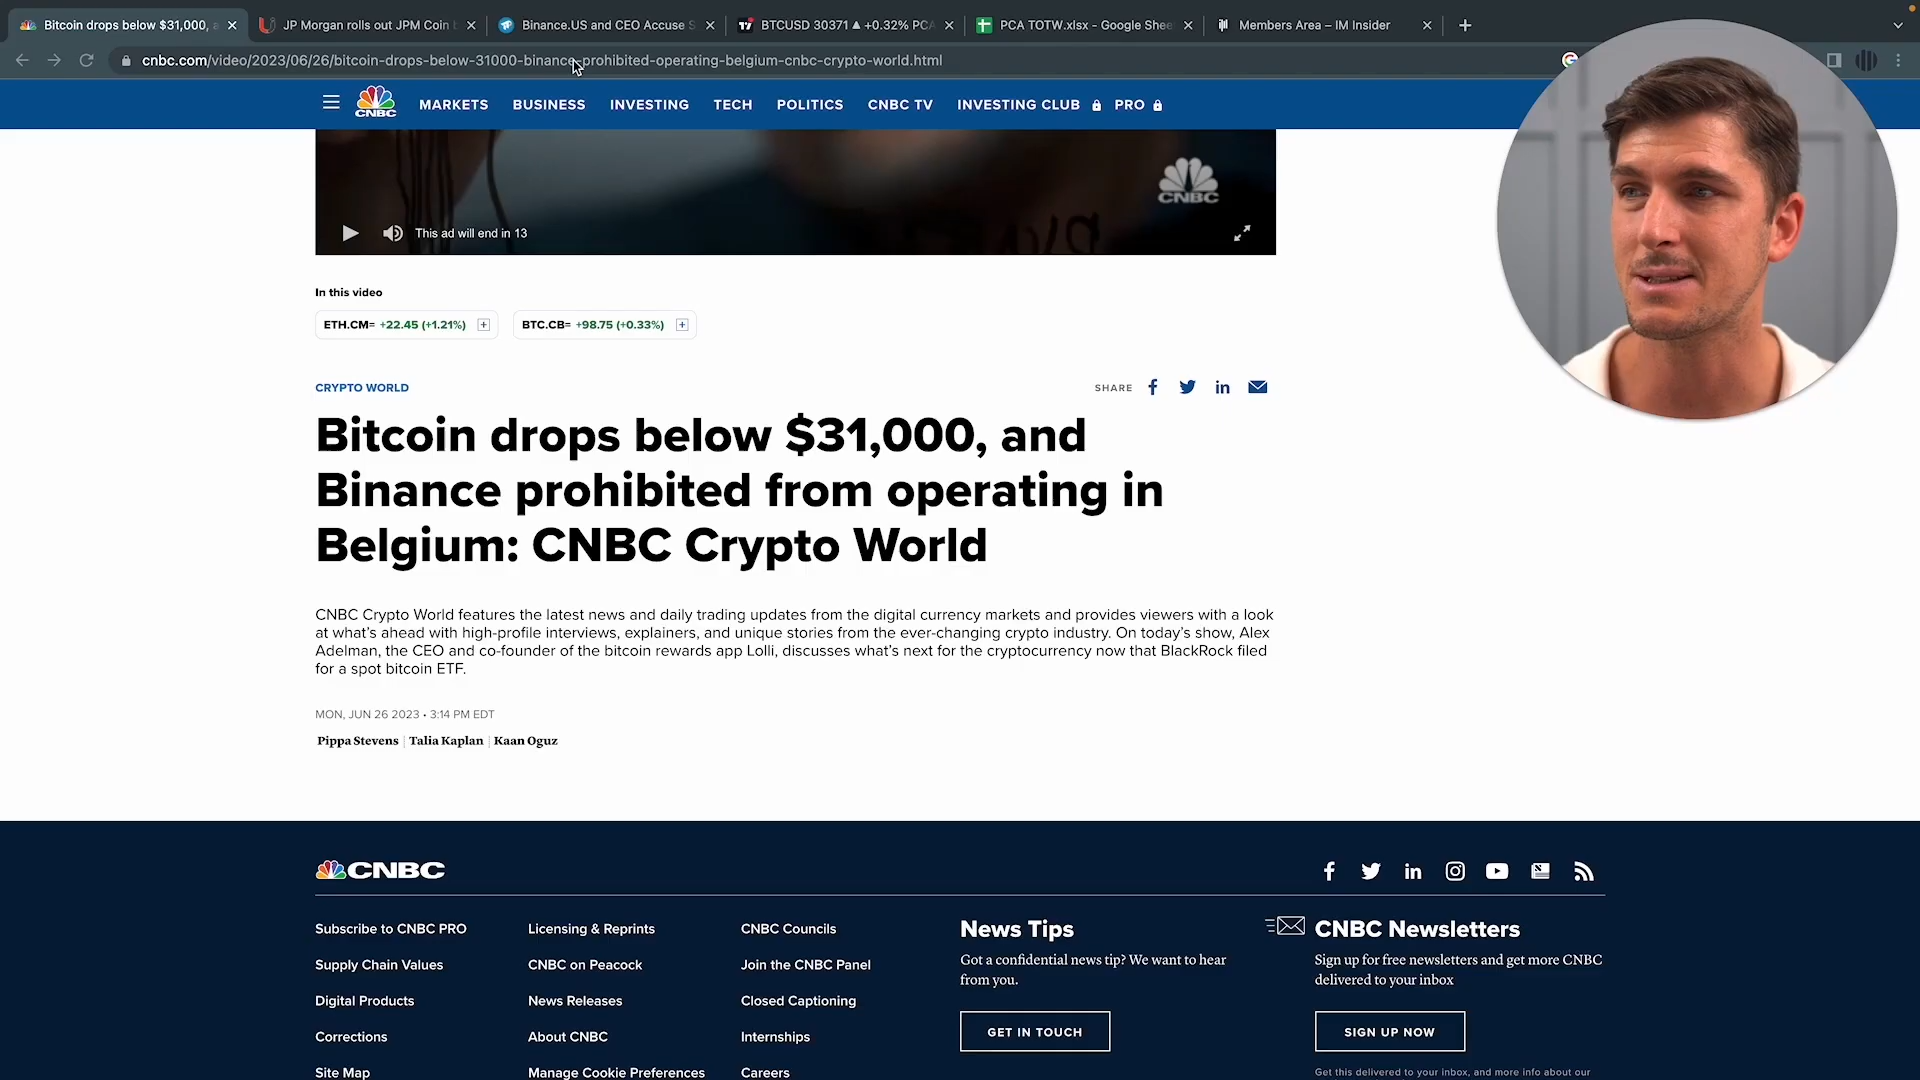 Bitcoin drops below $31,000, a
JP Morgan rolls out JPM Coin b
Binance.US and CEO Accuse S
BTCUSD 30371 ▲ +0.32% PCA
PCA TOTW.xlsx - Google Shee
Members Area – IM Insider
cnbc.com/video/2023/06/26/bitcoin-drops-below-31000-binance-prohibited-operating-belgium-cnbc-crypto-world.html
CNBC
MARKETS
BUSINESS
INVESTING
TECH
POLITICS
CNBC TV
INVESTING CLUB
PRO
CNBC
This ad will end in 13
In this video
ETH.CM= +22.45 (+1.21%)
BTC.CB= +98.75 (+0.33%)
CRYPTO WORLD
SHARE
Bitcoin drops below $31,000, and
Binance prohibited from operating in
Belgium: CNBC Crypto World
CNBC Crypto World features the latest news and daily trading updates from the digital currency markets and provides viewers with a look
at what's ahead with high-profile interviews, explainers, and unique stories from the ever-changing crypto industry. On today's show, Alex
Adelman, the CEO and co-founder of the bitcoin rewards app Lolli, discusses what's next for the cryptocurrency now that BlackRock filed
for a spot bitcoin ETF.
MON, JUN 26 2023 • 3:14 PM EDT
Pippa Stevens | Talia Kaplan | Kaan Oguz
CNBC
Subscribe to CNBC PRO
Supply Chain Values
Digital Products
Corrections
Site Map
Licensing & Reprints
CNBC on Peacock
News Releases
About CNBC
Manage Cookie Preferences
CNBC Councils
Join the CNBC Panel
Closed Captioning
Internships
Careers
News Tips
Got a confidential news tip? We want to hear
from you.
GET IN TOUCH
CNBC Newsletters
Sign up for free newsletters and get more CNBC
delivered to your inbox
SIGN UP NOW
Get this delivered to your inbox, and more info about our